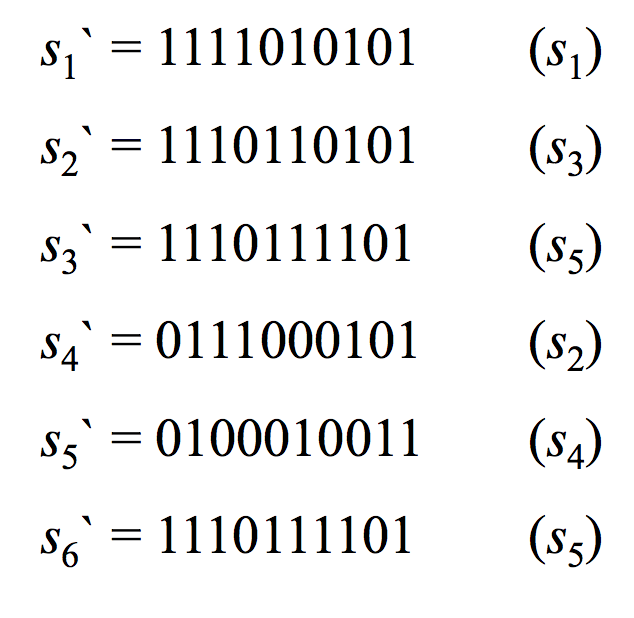 s₁` = 1111010101 (s₁)
s₂` = 1110110101 (s₃)
s₃` = 1110111101 (s₅)
s₄` = 0111000101 (s₂)
s₅` = 0100010011 (s₄)
s₆` = 1110111101 (s₅)